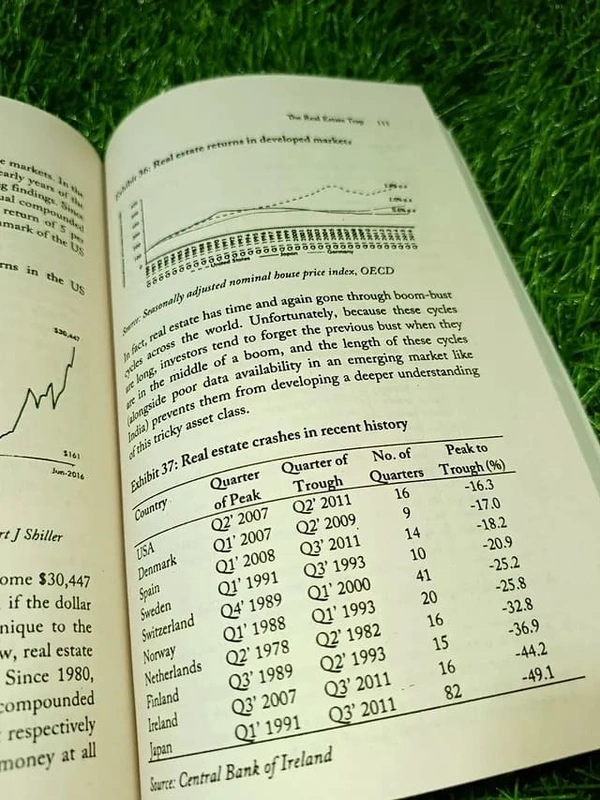 e markets. In the
early years of the
g findings. Since
ual compounded
return of 5 per
mark of the US
rns in the US
$30,447
$161
Jun-2016
rt J Shiller
ome $30,447
if the dollar
nique to the
w, real estate
Since 1980,
compounded
respectively
money at all
The Real Estate Trap 111
Exhibit 36: Real estate returns in developed markets
United States Japan Germany
Source: Seasonally adjusted nominal house price index, OECD
In fact, real estate has time and again gone through boom-bust
cycles across the world. Unfortunately, because these cycles
are long, investors tend to forget the previous bust when they
are in the middle of a boom, and the length of these cycles
(alongside poor data availability in an emerging market like
India) prevents them from developing a deeper understanding
of this tricky asset class.
Exhibit 37: Real estate crashes in recent history
Country Quarter of Peak Quarter of Trough No. of Quarters Peak to Trough (%)
USA Q2' 2007 Q2' 2011 16 -16.3
Denmark Q1' 2007 Q2' 2009 9 -17.0
Spain Q1' 2008 Q3' 2011 14 -18.2
Sweden Q1' 1991 Q3' 1993 10 -20.9
Switzerland Q4' 1989 Q1' 2000 41 -25.2
Norway Q1' 1988 Q1' 1993 20 -25.8
Netherlands Q2' 1978 Q2' 1982 16 -32.8
Finland Q3' 1989 Q2' 1993 15 -36.9
Ireland Q3' 2007 Q3' 2011 16 -44.2
Japan Q1' 1991 Q3' 2011 82 -49.1
Source: Central Bank of Ireland